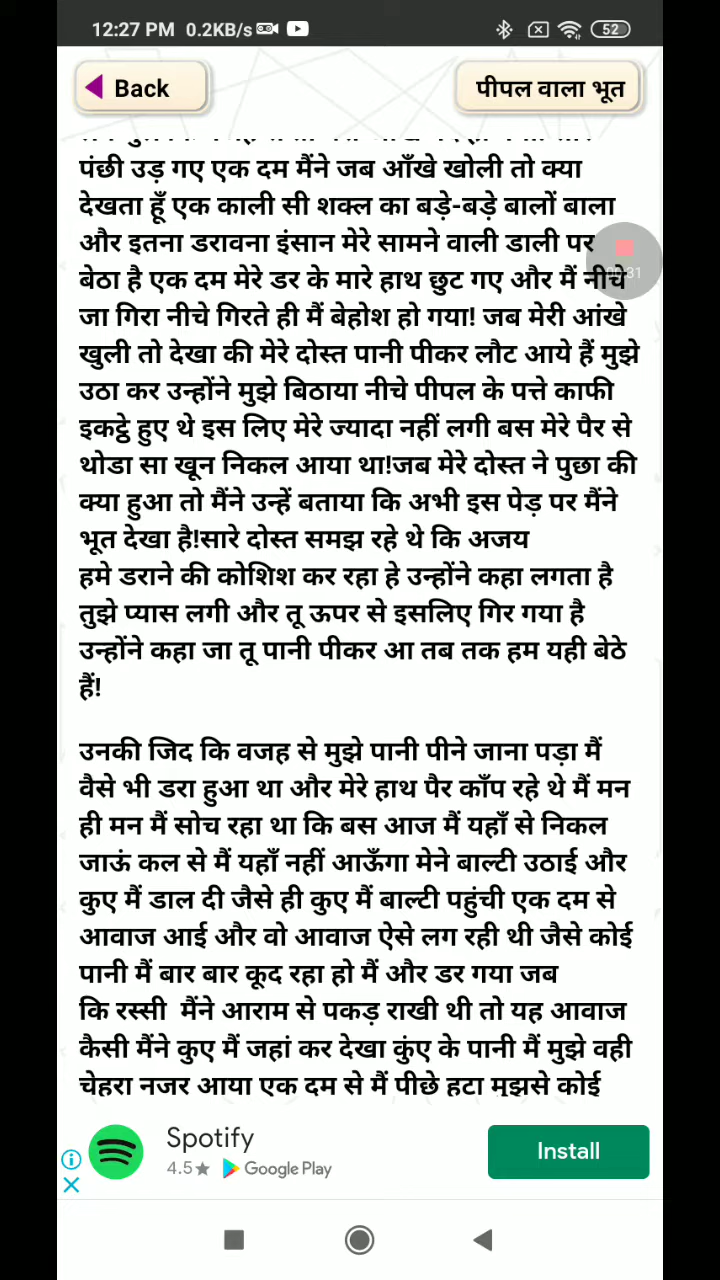 12:27 PM 0.2KB/s
52
Back
पीपल वाला भूत
पंछी उड़ गए एक दम मैंने जब आँखे खोली तो क्या
देखता हूँ एक काली सी शक्ल का बड़े-बड़े बालों बाला
और इतना डरावना इंसान मेरे सामने वाली डाली पर
बेठा है एक दम मेरे डर के मारे हाथ छुट गए और मैं नीचे
00:31
जा गिरा नीचे गिरते ही मैं बेहोश हो गया! जब मेरी आंखे
खुली तो देखा की मेरे दोस्त पानी पीकर लौट आये हैं मुझे
उठा कर उन्होंने मुझे बिठाया नीचे पीपल के पत्ते काफी
इकट्ठे हुए थे इस लिए मेरे ज्यादा नहीं लगी बस मेरे पैर से
थोडा सा खून निकल आया था!जब मेरे दोस्त ने पुछा की
क्या हुआ तो मैंने उन्हें बताया कि अभी इस पेड़ पर मैंने
भूत देखा है!सारे दोस्त समझ रहे थे कि अजय
हमे डराने की कोशिश कर रहा हे उन्होंने कहा लगता है
तुझे प्यास लगी और तू ऊपर से इसलिए गिर गया है
उन्होंने कहा जा तू पानी पीकर आ तब तक हम यही बेठे
हैं!
उनकी जिद कि वजह से मुझे पानी पीने जाना पड़ा मैं
वैसे भी डरा हुआ था और मेरे हाथ पैर काँप रहे थे मैं मन
ही मन मैं सोच रहा था कि बस आज मैं यहाँ से निकल
जाऊं कल से मैं यहाँ नहीं आऊँगा मेने बाल्टी उठाई और
कुए मैं डाल दी जैसे ही कुए मैं बाल्टी पहुंची एक दम से
आवाज आई और वो आवाज ऐसे लग रही थी जैसे कोई
पानी मैं बार बार कूद रहा हो मैं और डर गया जब
कि रस्सी मैंने आराम से पकड़ राखी थी तो यह आवाज
कैसी मैंने कुए मैं जहां कर देखा कुंए के पानी मैं मुझे वही
चेहरा नजर आया एक दम से मैं पीछे हटा मुझसे कोई
Spotify
4.5★ Google Play
Install